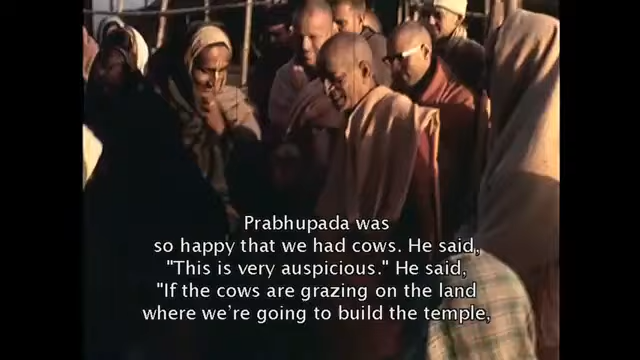 Prabhupada was
so happy that we had cows. He said,
"This is very auspicious." He said,
"If the cows are grazing on the land
where we're going to build the temple,